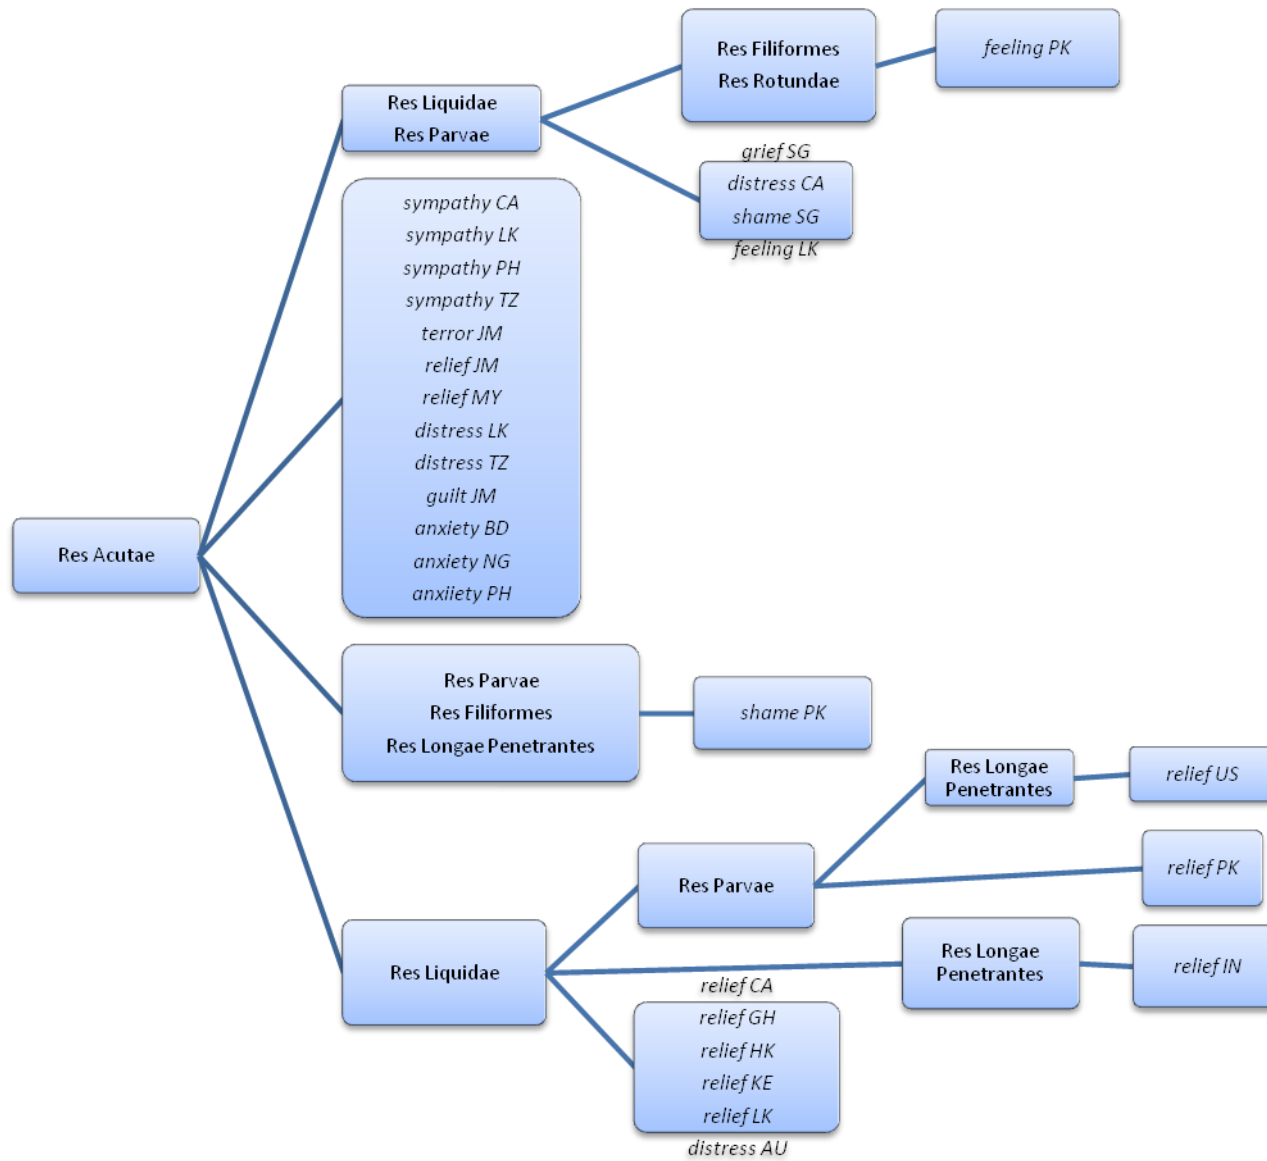 Res Filiformes
Res Rotundae
feeling PK
Res Liquidae
Res Parvae
grief SG
distress CA
shame SG
feeling LK
sympathy CA
sympathy LK
sympathy PH
sympathy TZ
terror JM
relief JM
relief MY
distress LK
distress TZ
guilt JM
anxiety BD
anxiety NG
anxiiety PH
Res Acutae
Res Parvae
Res Filiformes
Res Longae Penetrantes
shame PK
Res Longae
Penetrantes
relief US
Res Parvae
relief PK
Res Liquidae
Res Longae
Penetrantes
relief IN
relief CA
relief GH
relief HK
relief KE
relief LK
distress AU